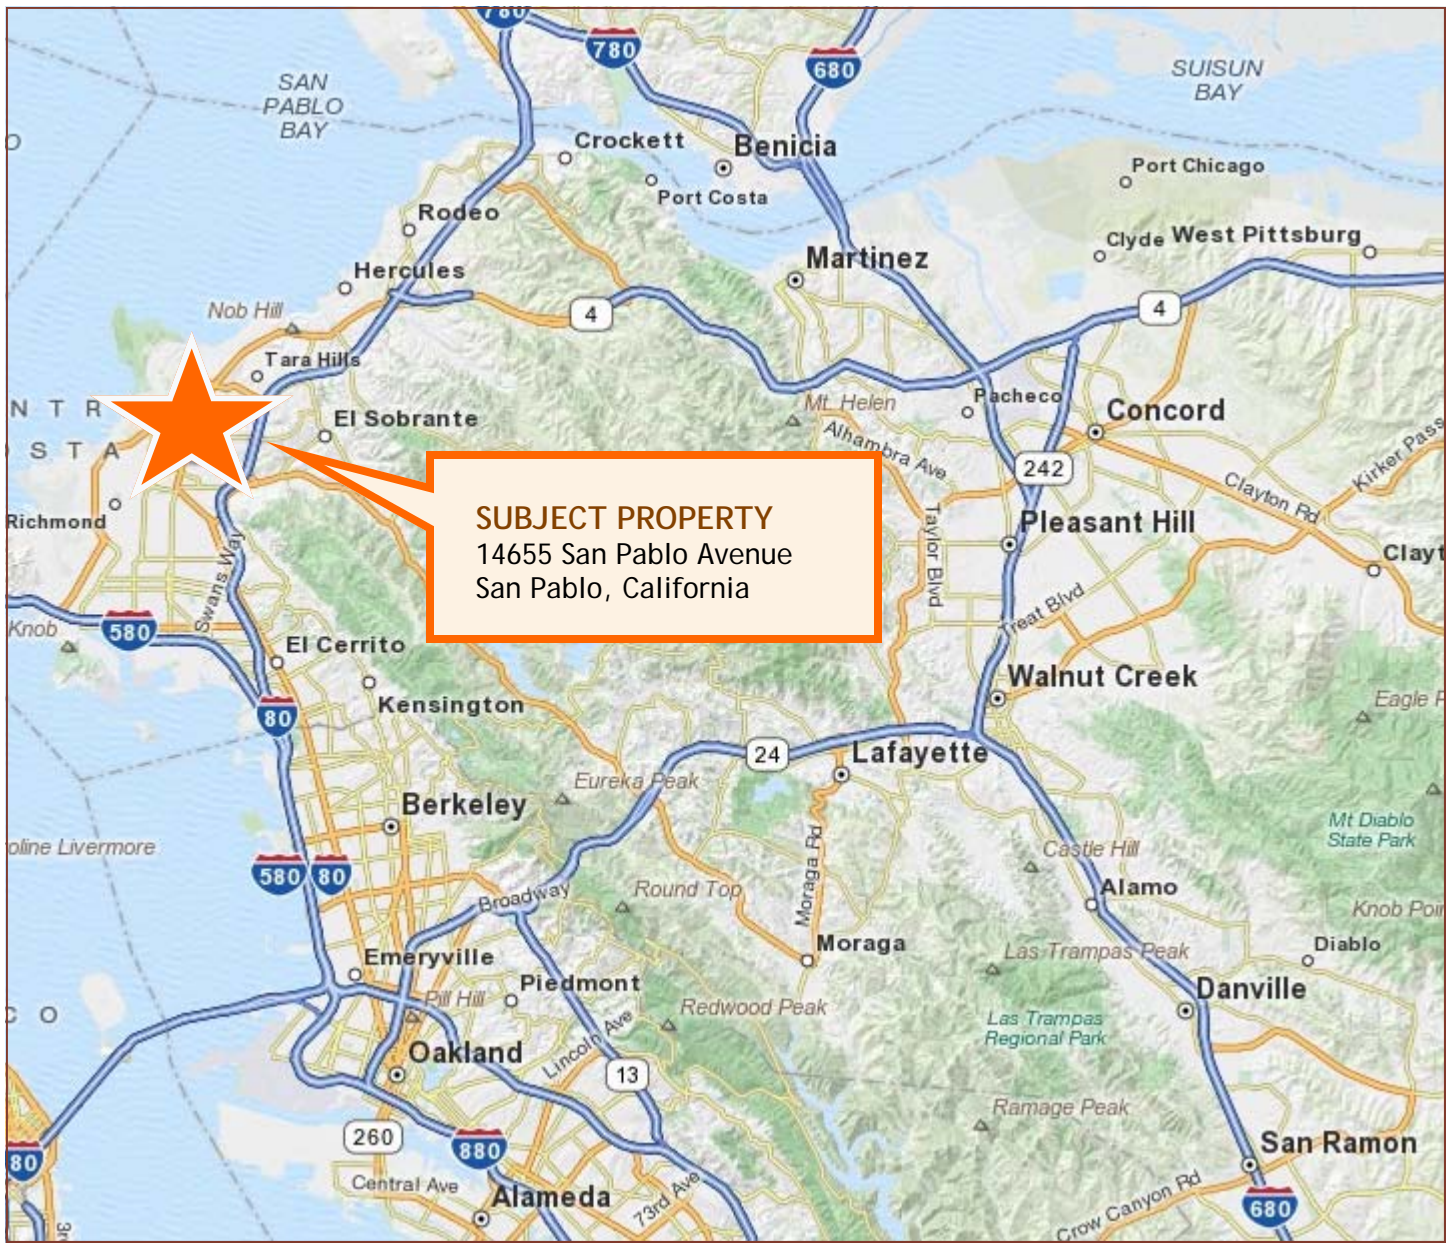 780
780
680
SAN
PABLO
BAY
SUISUN
BAY
O
Crockett
Benicia
Port Chicago
Port Costa
Rodeo
Clyde
West Pittsburg
Martinez
Hercules
Nob Hill
4
4
Tara Hills
N T R
S T A
El Sobrante
Mt. Helen
Pacheco
Concord
Alhambra Ave
242
Kirker Pass
Clayton Rd
Richmond
SUBJECT PROPERTY
14655 San Pablo Avenue
San Pablo, California
Taylor Blvd
Pleasant Hill
Clayt
Swans Way
Treat Blvd
Knob
580
El Cerrito
Walnut Creek
Kensington
80
Eagle P
24
Lafayette
Eureka Peak
Berkeley
Mt Diablo
State Park
oline Livermore
Moraga Rd
Castle Hill
580
80
Broadway
Round Top
Alamo
Knob Poin
Moraga
Las Trampas Peak
Diablo
Emeryville
Piedmont
Pill Hill
Redwood Peak
Danville
C O
Las Trampas
Regional Park
Lincoln Ave
Oakland
13
Ramage Peak
260
880
San Ramon
80
Central Ave
Alameda
73rd Ave
Crow Canyon Rd
680
3r